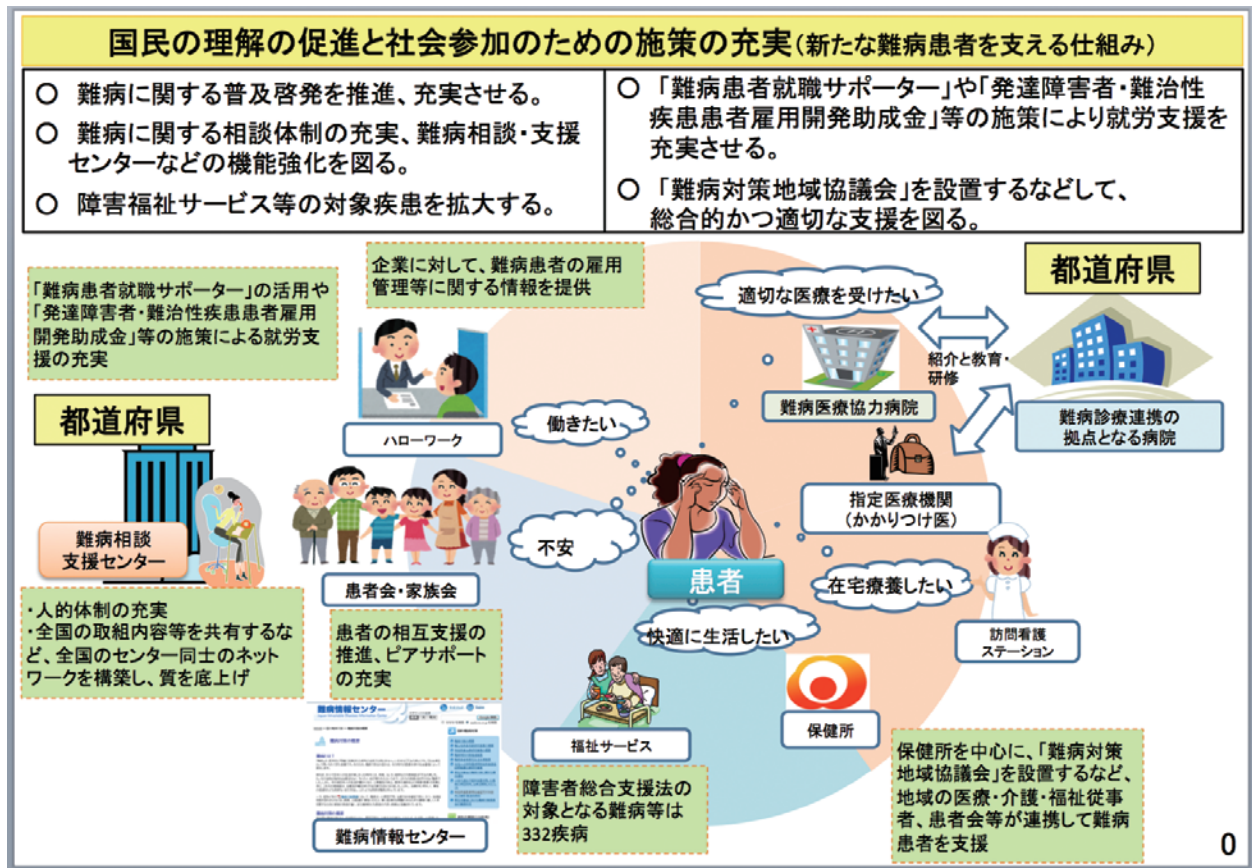 国民の理解の促進と社会参加のための施策の充実(新たな難病患者を支える仕組み)
○ 難病に関する普及啓発を推進、充実させる。
○ 難病に関する相談体制の充実、難病相談・支援
センターなどの機能強化を図る。
○ 障害福祉サービス等の対象疾患を拡大する。
○ 「難病患者就職サポーター」や「発達障害者・難治性
疾患患者雇用開発助成金」等の施策により就労支援を
充実させる。
○ 「難病対策地域協議会」を設置するなどして、
総合的かつ適切な支援を図る。
「難病患者就職サポーター」の活用や
「発達障害者・難治性疾患患者雇用
開発助成金」等の施策による就労支
援の充実
企業に対して、難病患者の雇用
管理等に関する情報を提供
ハローワーク
働きたい
適切な医療を受けたい
難病医療協力病院
都道府県
紹介と教育・
研修
難病診療連携の
拠点となる病院
指定医療機関
(かかりつけ医)
都道府県
難病相談
支援センター
・人的体制の充実
・全国の取組内容等を共有するな
ど、全国のセンター同士のネット
ワークを構築し、質を底上げ
患者会・家族会
不安
患者
患者の相互支援の
推進、ピアサポート
の充実
在宅療養したい
快適に生活したい
訪問看護
ステーション
保健所
福祉サービス
障害者総合支援法の
対象となる難病等は
332疾病
難病情報センター
難病情報センター
保健所を中心に、「難病対策
地域協議会」を設置するなど、
地域の医療・介護・福祉従事
者、患者会等が連携して難病
患者を支援
0